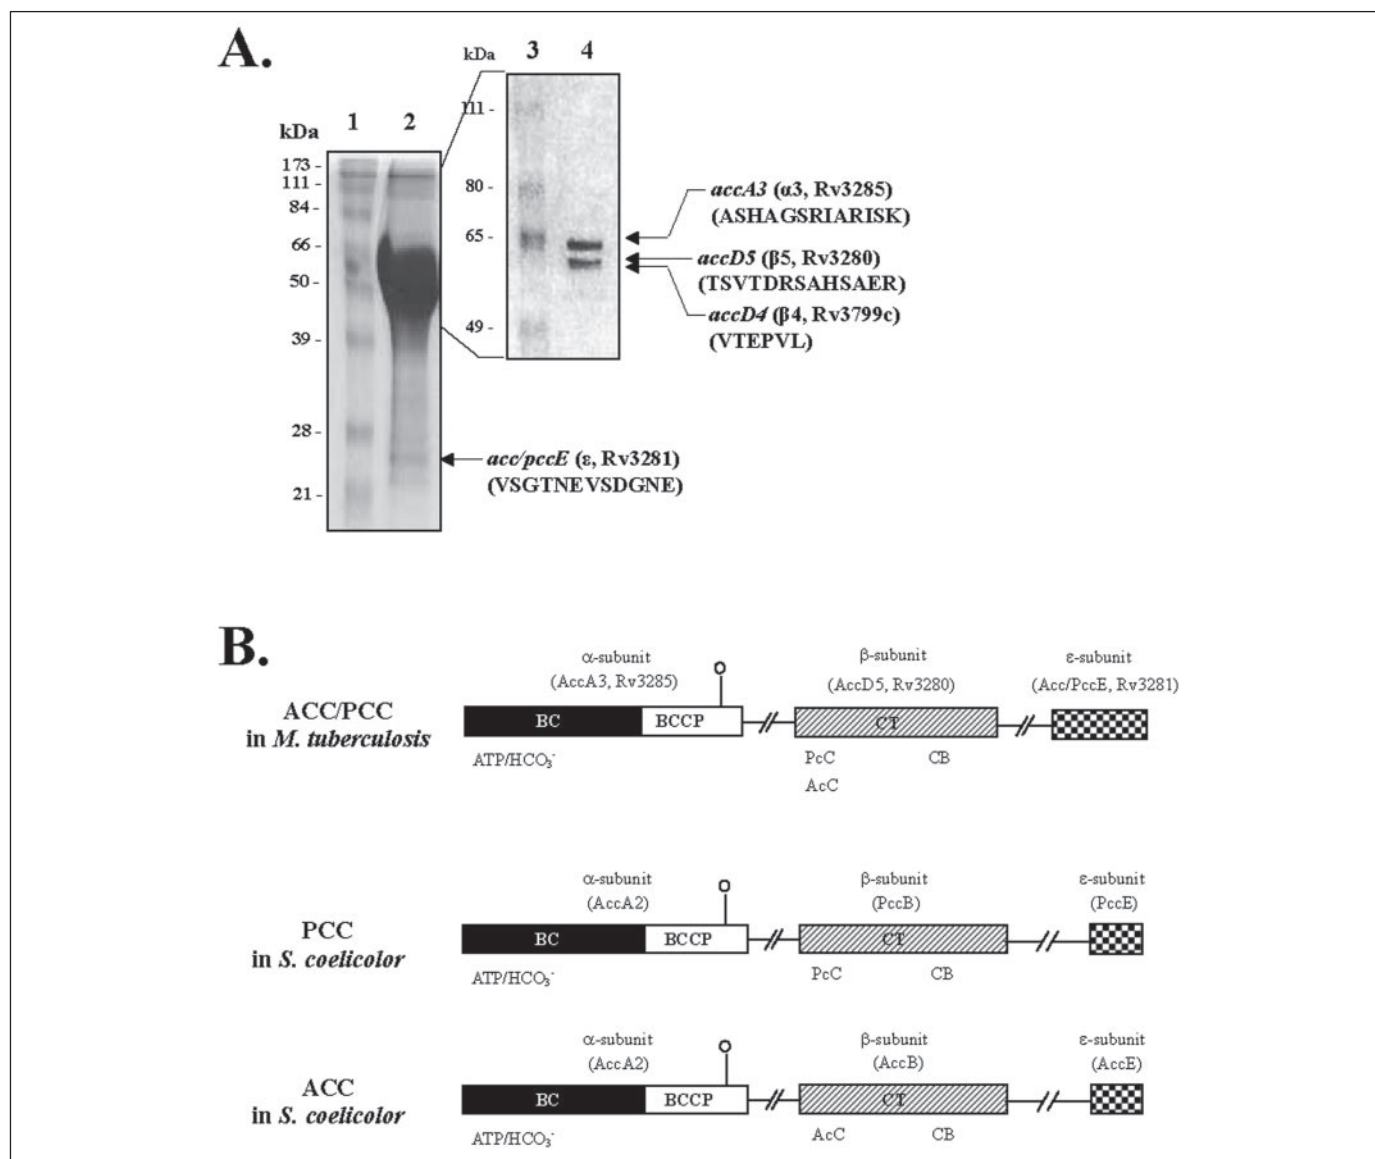 A.
kDa 1 2
173 -
111 -
84 -
66 -
50 -
39 -
28 -
21 -
kDa 3 4
111 -
80 -
65 -
49 -
accA3 (α3, Rv3285)
(ASHAGSRIARISK)
accD5 (β5, Rv3280)
(TSVTDRSAHSAER)
accD4 (β4, Rv3799c)
(VTEPVL)
acc/pccE (ε, Rv3281)
(VSGTNEVSDGNE)
B.
ACC/PCC
in M. tuberculosis
α-subunit
(AccA3, Rv3285)
β-subunit
(AccD5, Rv3280)
ε-subunit
(Acc/PccE, Rv3281)
BC BCCP CT
ATP/HCO₃⁻ PcC CB
AcC
PCC
in S. coelicolor
α-subunit
(AccA2)
β-subunit
(PccB)
ε-subunit
(PccE)
BC BCCP CT
ATP/HCO₃⁻ PcC CB
ACC
in S. coelicolor
α-subunit
(AccA2)
β-subunit
(AccB)
ε-subunit
(AccE)
BC BCCP CT
ATP/HCO₃⁻ AcC CB